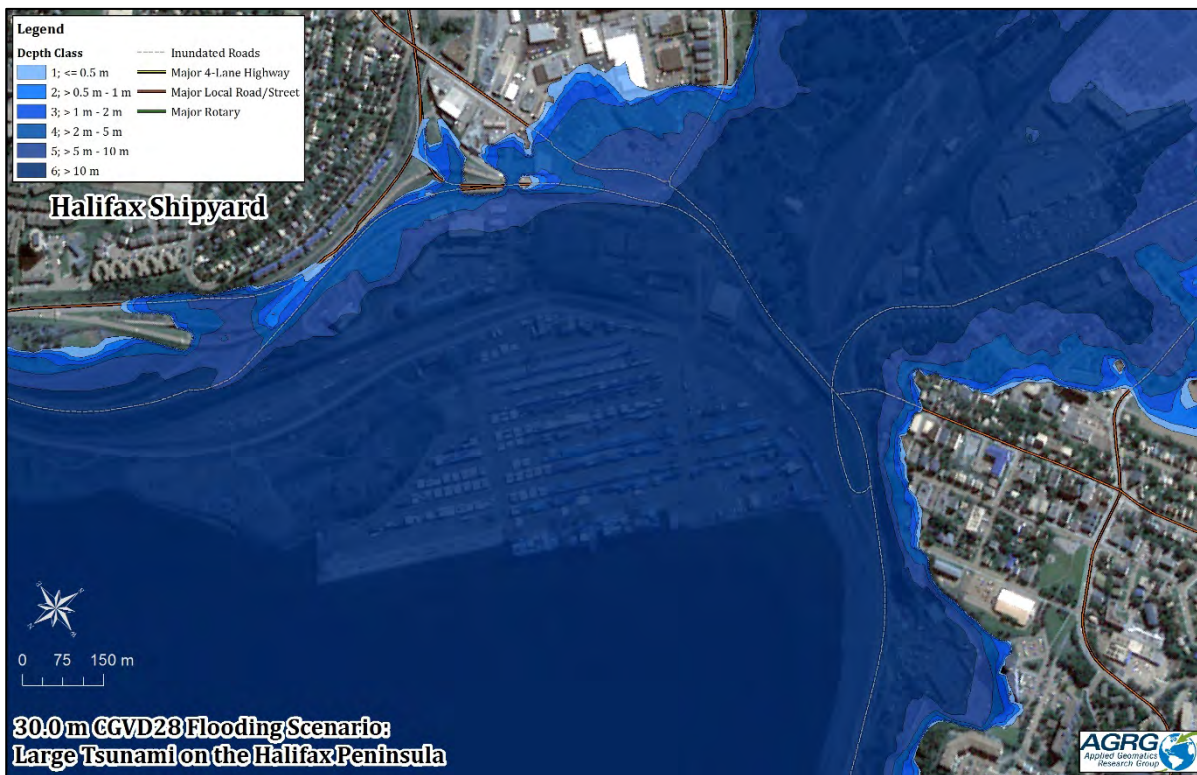 Legend
Depth Class
1; <= 0.5 m
2; > 0.5 m - 1 m
3; > 1 m - 2 m
4; > 2 m - 5 m
5; > 5 m - 10 m
6; > 10 m
Inundated Roads
Major 4-Lane Highway
Major Local Road/Street
Major Rotary
Halifax Shipyard
0 75 150 m
30.0 m CGVD28 Flooding Scenario:
Large Tsunami on the Halifax Peninsula
AGRG
Applied Geomatics
Research Group